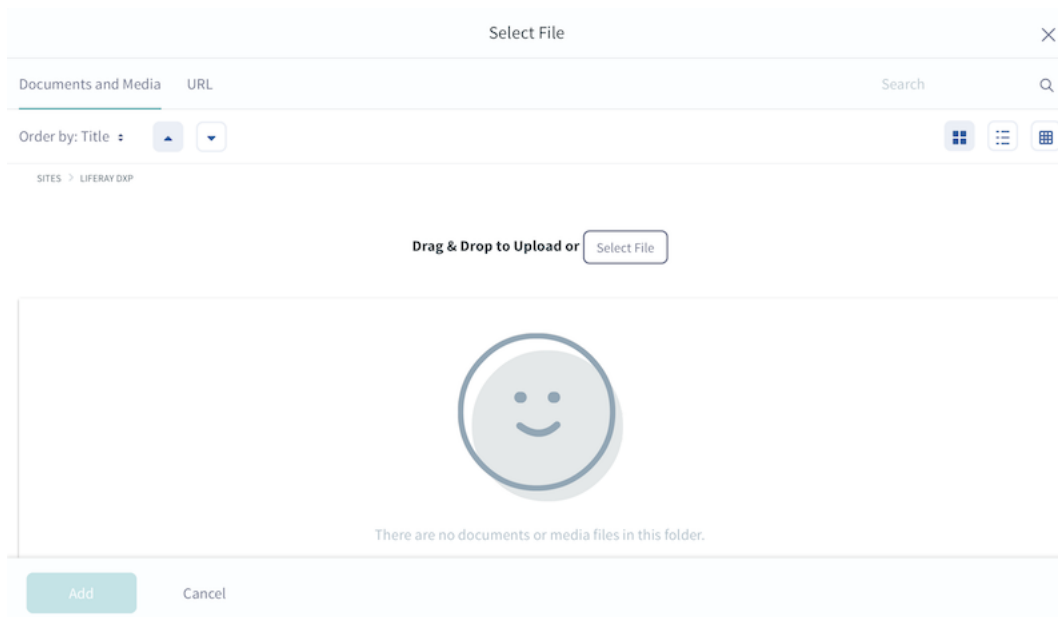 Select File
Documents and Media URL Search
Order by: Title
SITES > LIFERAY DXP
Drag & Drop to Upload or Select File
There are no documents or media files in this folder.
Add Cancel